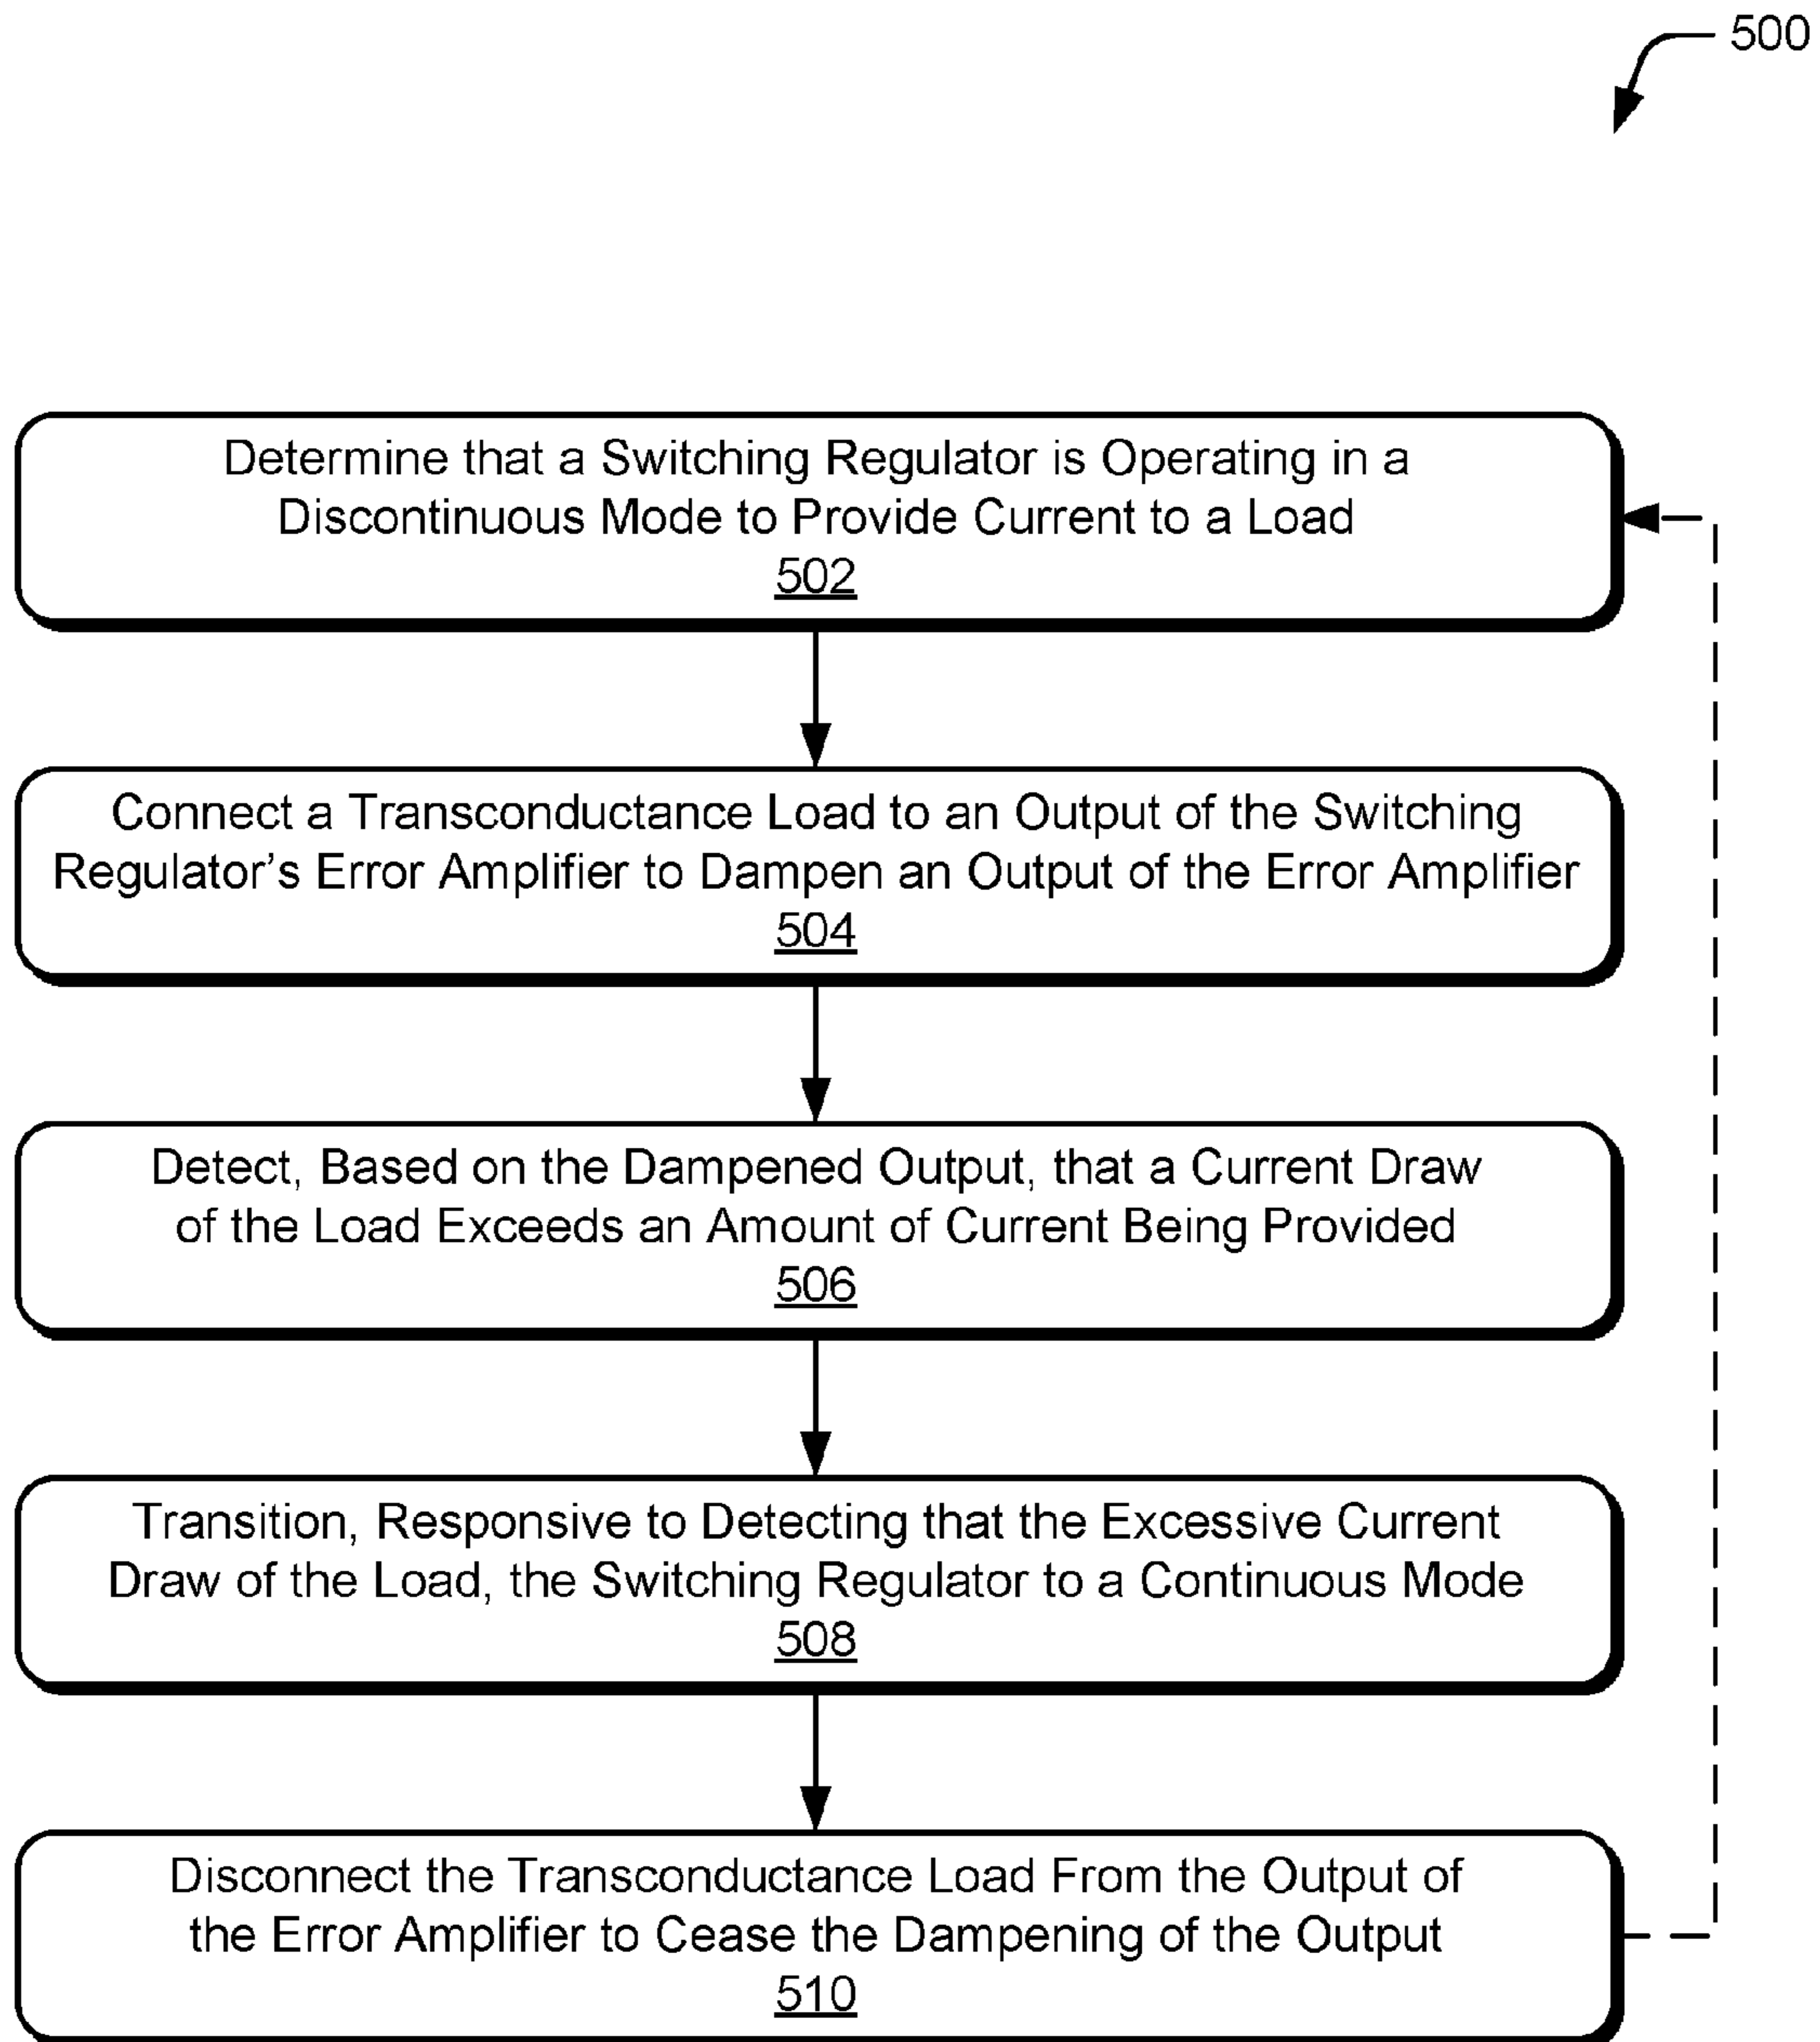 500
Determine that a Switching Regulator is Operating in a
Discontinuous Mode to Provide Current to a Load
502
Connect a Transconductance Load to an Output of the Switching
Regulator's Error Amplifier to Dampen an Output of the Error Amplifier
504
Detect, Based on the Dampened Output, that a Current Draw
of the Load Exceeds an Amount of Current Being Provided
506
Transition, Responsive to Detecting that the Excessive Current
Draw of the Load, the Switching Regulator to a Continuous Mode
508
Disconnect the Transconductance Load From the Output of
the Error Amplifier to Cease the Dampening of the Output
510